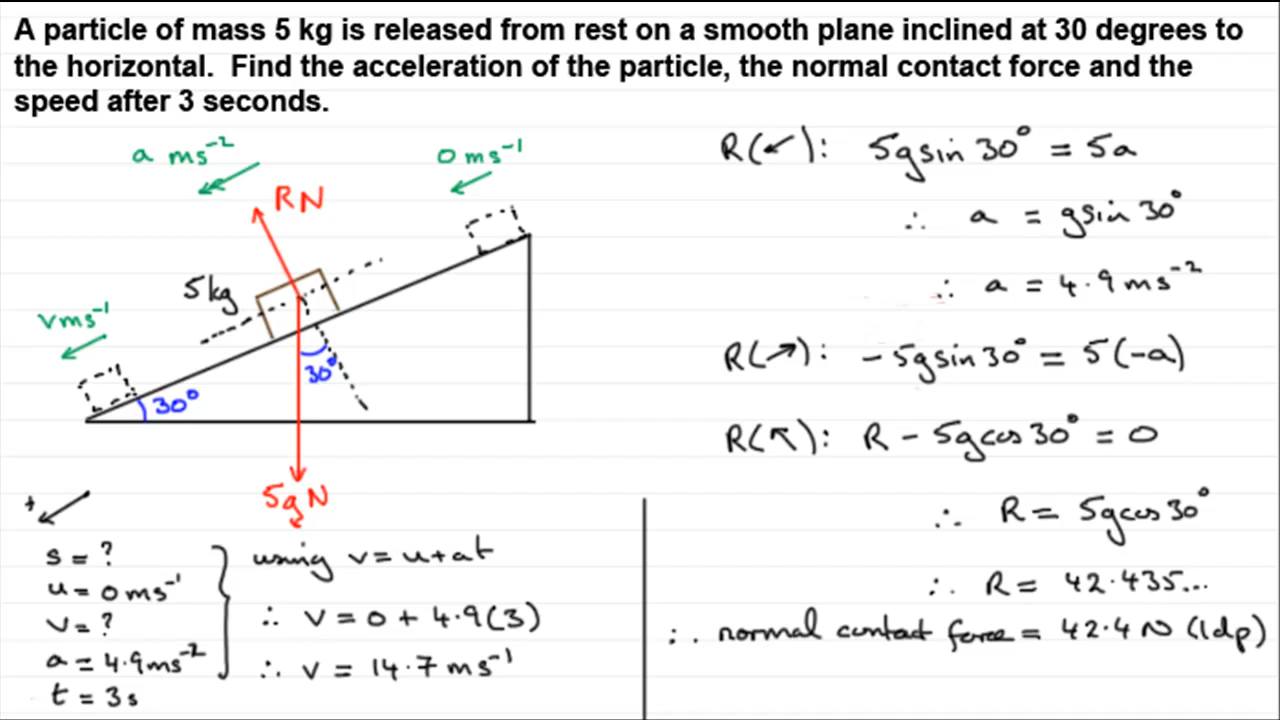 A particle of mass 5 kg is released from rest on a smooth plane inclined at 30 degrees to
the horizontal. Find the acceleration of the particle, the normal contact force and the
speed after 3 seconds.
a ms⁻²
0 ms⁻¹
RN
5kg
vms⁻¹
30°
30°
5gN
+
s = ?
u = 0 ms⁻¹
v = ?
a = 4.9ms⁻²
t = 3s
using v = u + at
∴ v = 0 + 4.9(3)
∴ v = 14.7 ms⁻¹
R(↙): 5gsin 30° = 5a
∴ a = gsin 30°
∴ a = 4.9 ms⁻²
R(↗): -5gsin 30° = 5(-a)
R(↖): R - 5gcos 30° = 0
∴ R = 5gcos 30°
∴ R = 42.435...
∴ normal contact force = 42.4 N (1dp)